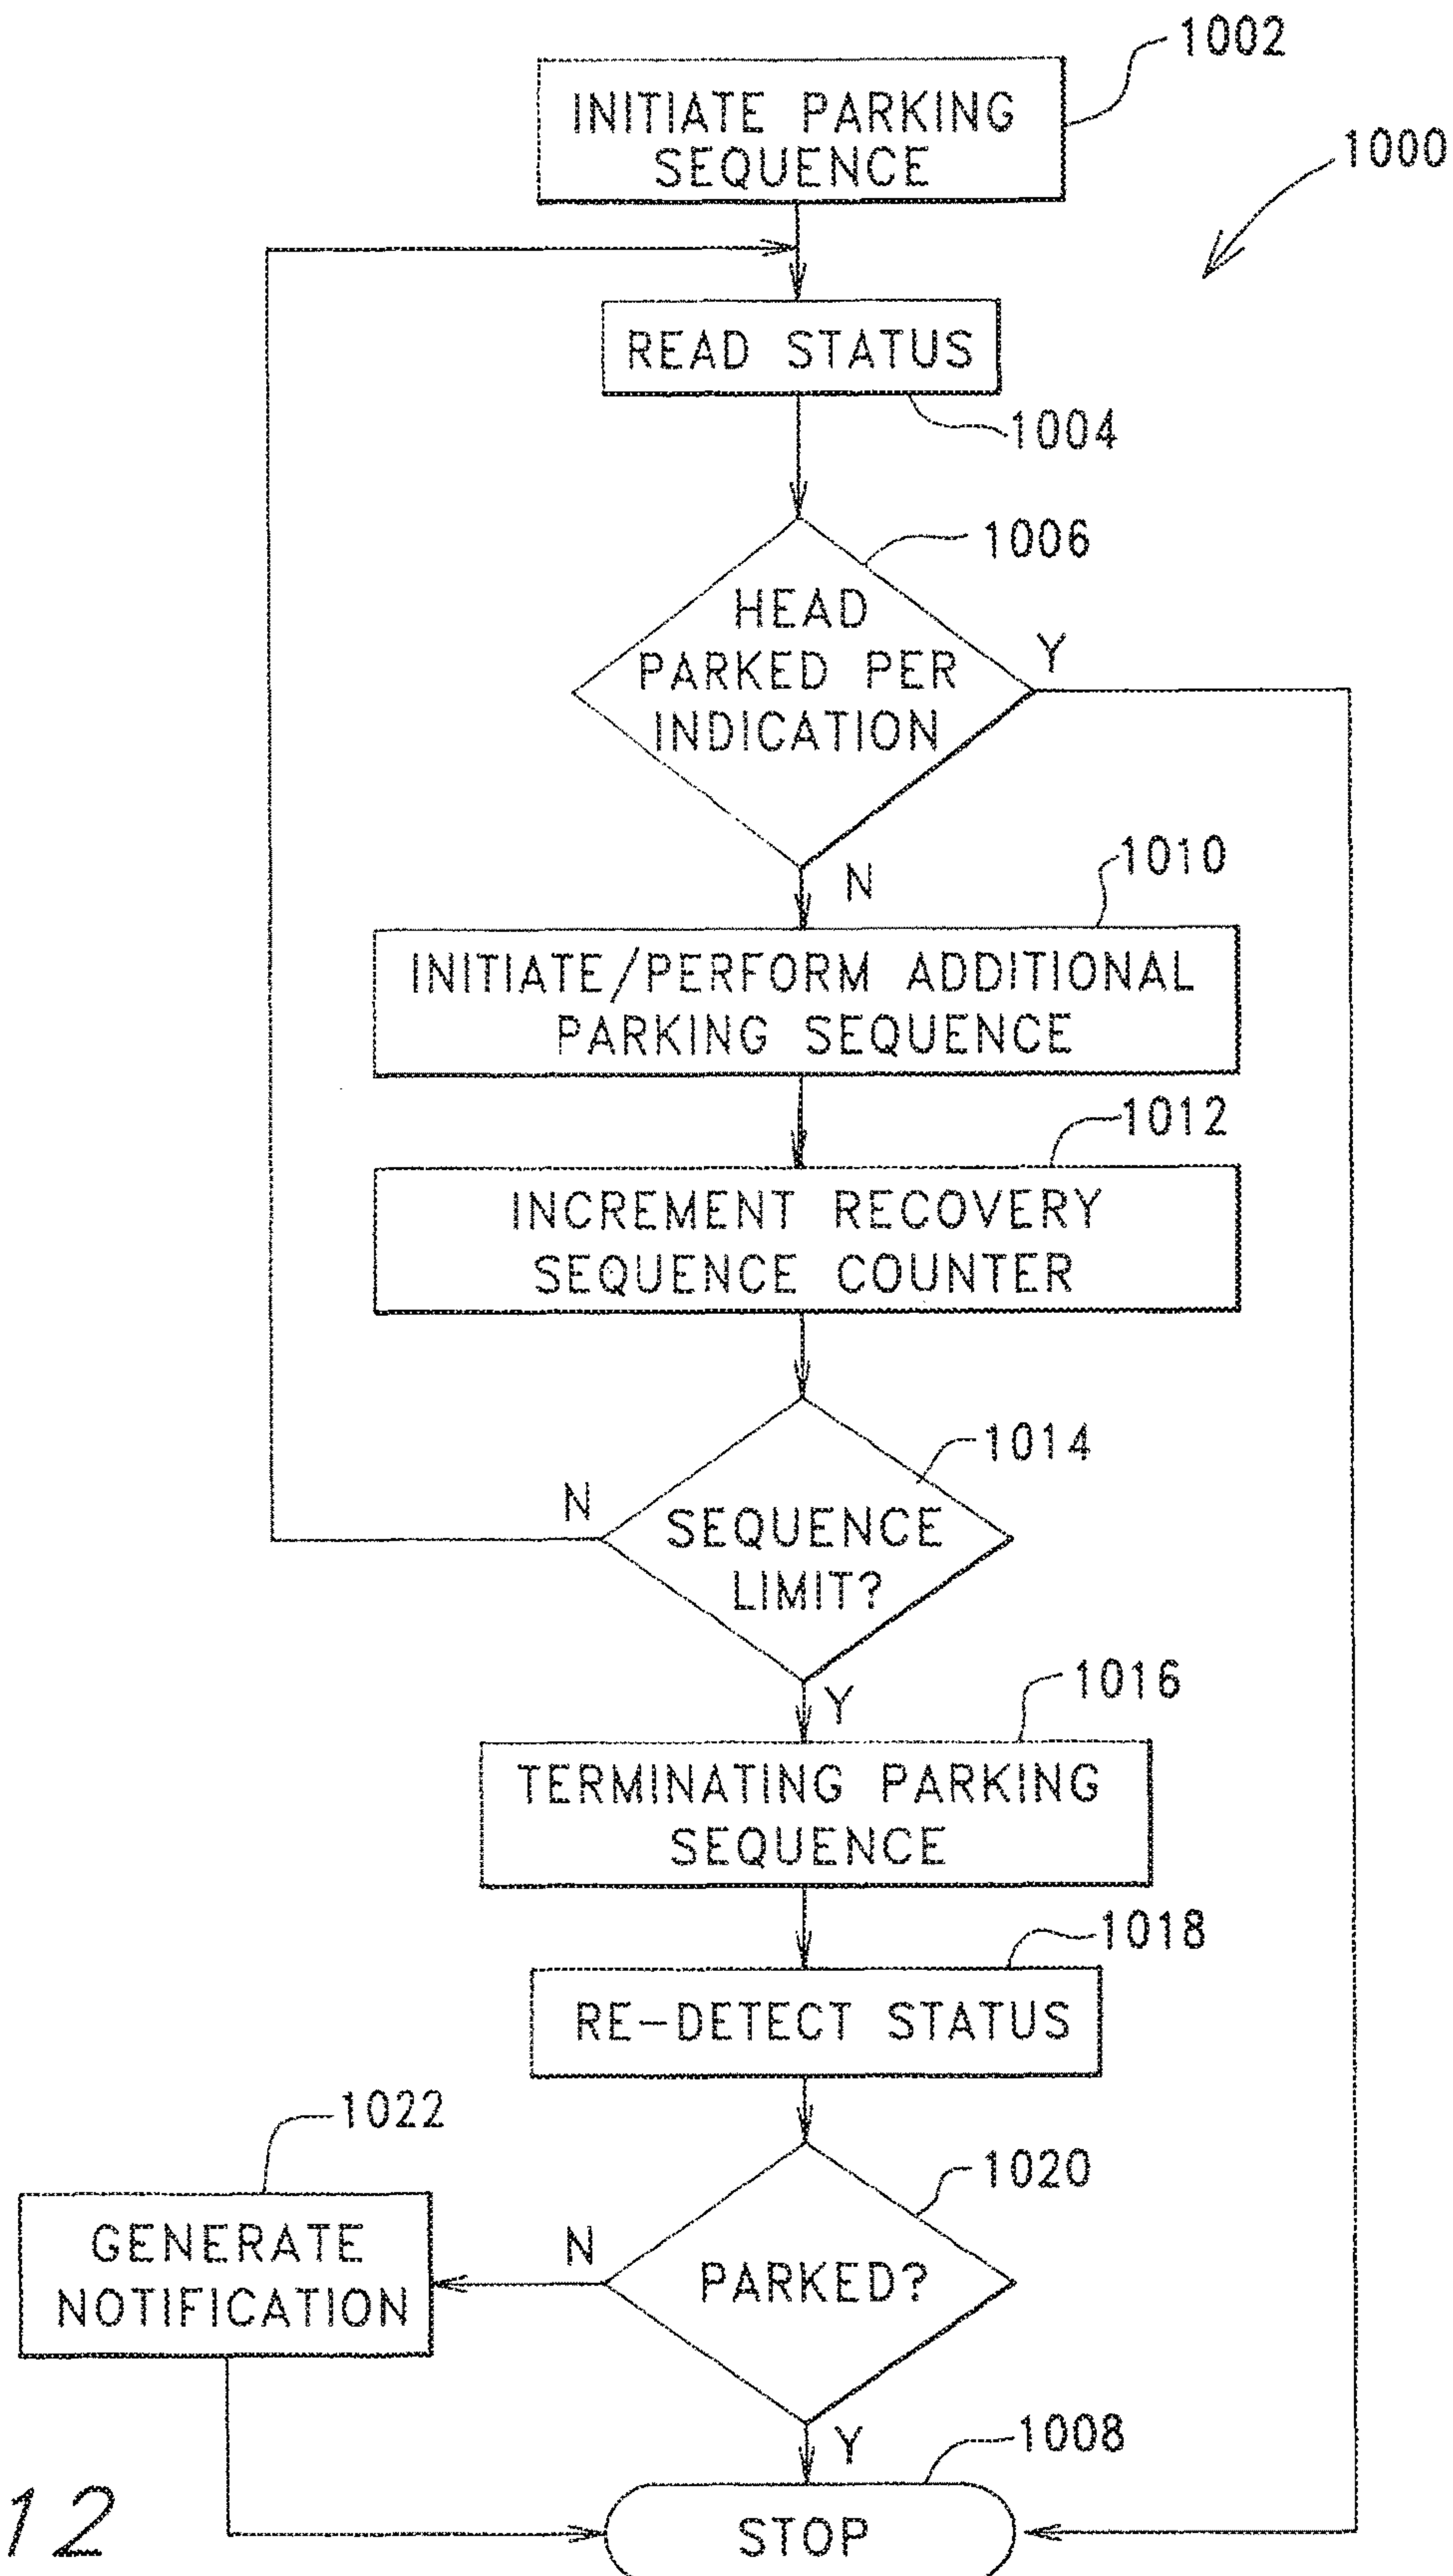 1002
INITIATE PARKING
SEQUENCE
1000
READ STATUS
1004
1006
HEAD
PARKED PER
INDICATION
Y
N
1010
INITIATE/PERFORM ADDITIONAL
PARKING SEQUENCE
1012
INCREMENT RECOVERY
SEQUENCE COUNTER
1014
N
SEQUENCE
LIMIT?
Y
1016
TERMINATING PARKING
SEQUENCE
1018
RE-DETECT STATUS
1022
1020
GENERATE
NOTIFICATION
N
PARKED?
Y
1008
STOP
12